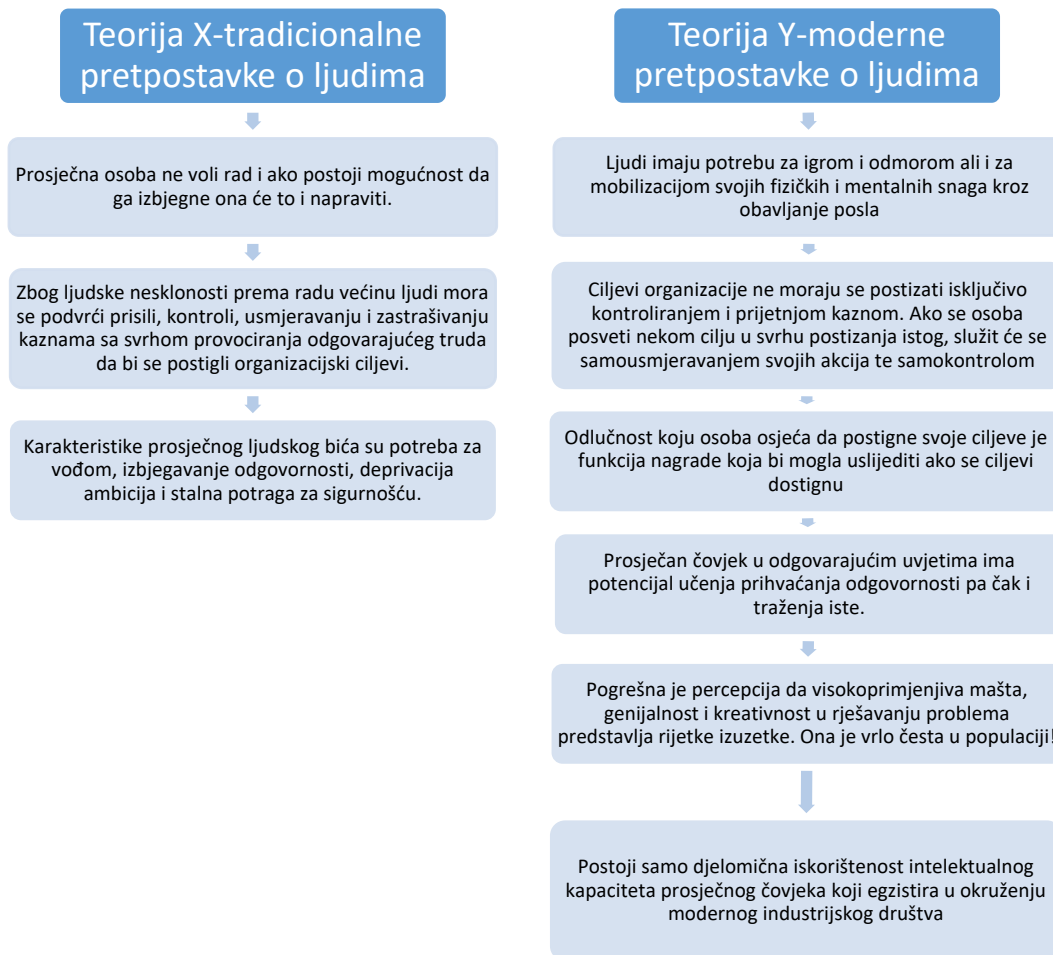 Teorija X-tradicionalne
pretpostavke o ljudima
Prosječna osoba ne voli rad i ako postoji mogućnost da
ga izbjegne ona će to i napraviti.
Zbog ljudske nesklonosti prema radu većinu ljudi mora
se podvrći prisili, kontroli, usmjeravanju i zastrašivanju
kaznama sa svrhom provociranja odgovarajućeg truda
da bi se postigli organizacijski ciljevi.
Karakteristike prosječnog ljudskog bića su potreba za
vođom, izbjegavanje odgovornosti, deprivacija
ambicija i stalna potraga za sigurnošću.
Teorija Y-moderne
pretpostavke o ljudima
Ljudi imaju potrebu za igrom i odmorom ali i za
mobilizacijom svojih fizičkih i mentalnih snaga kroz
obavljanje posla
Ciljevi organizacije ne moraju se postizati isključivo
kontroliranjem i prijetnjom kaznom. Ako se osoba
posveti nekom cilju u svrhu postizanja istog, služit će se
samousmjeravanjem svojih akcija te samokontrolom
Odlučnost koju osoba osjeća da postigne svoje ciljeve je
funkcija nagrade koja bi mogla uslijediti ako se ciljevi
dostignu
Prosječan čovjek u odgovarajućim uvjetima ima
potencijal učenja prihvaćanja odgovornosti pa čak i
traženja iste.
Pogrešna je percepcija da visokoprimjenjiva mašta,
genijalnost i kreativnost u rješavanju problema
predstavlja rijetke izuzetke. Ona je vrlo česta u populaciji!
Postoji samo djelomična iskorištenost intelektualnog
kapaciteta prosječnog čovjeka koji egzistira u okruženju
modernog industrijskog društva